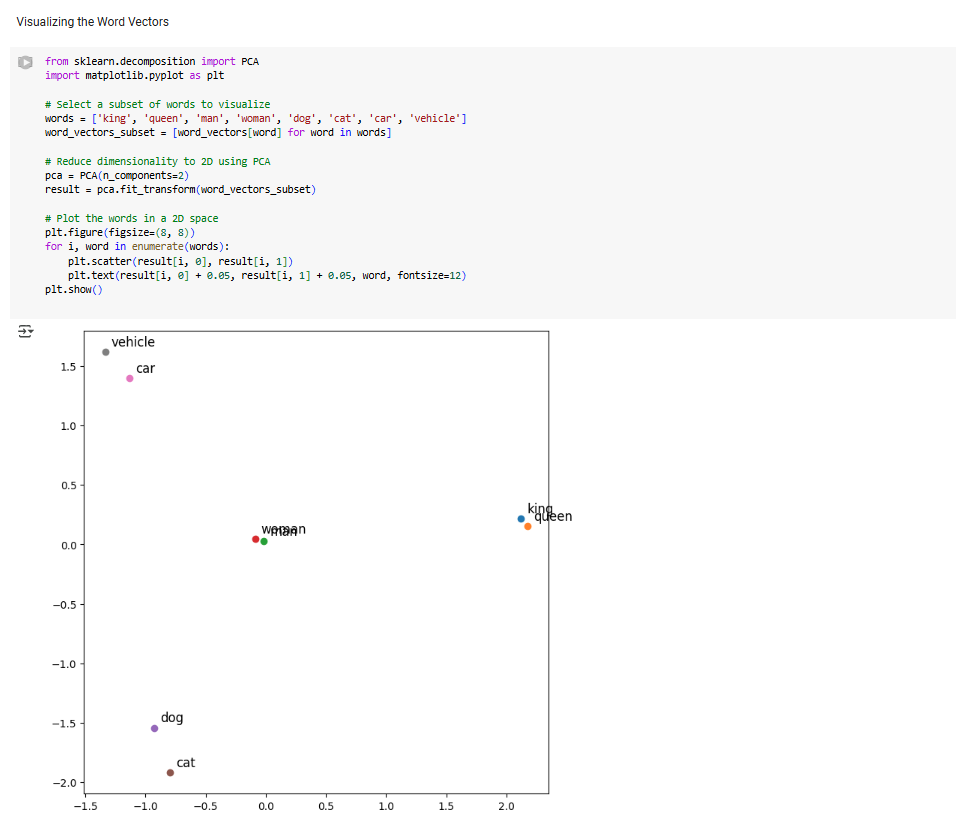 Visualizing the Word Vectors
from sklearn.decomposition import PCA
import matplotlib.pyplot as plt
# Select a subset of words to visualize
words = ['king', 'queen', 'man', 'woman', 'dog', 'cat', 'car', 'vehicle']
word_vectors_subset = [word_vectors[word] for word in words]
# Reduce dimensionality to 2D using PCA
pca = PCA(n_components=2)
result = pca.fit_transform(word_vectors_subset)
# Plot the words in a 2D space
plt.figure(figsize=(8, 8))
for i, word in enumerate(words):
    plt.scatter(result[i, 0], result[i, 1])
    plt.text(result[i, 0] + 0.05, result[i, 1] + 0.05, word, fontsize=12)
plt.show()
vehicle
car
1.5
1.0
0.5
king
queen
woman
man
0.0
−0.5
−1.0
−1.5
dog
cat
−2.0
−1.5 −1.0 −0.5 0.0 0.5 1.0 1.5 2.0